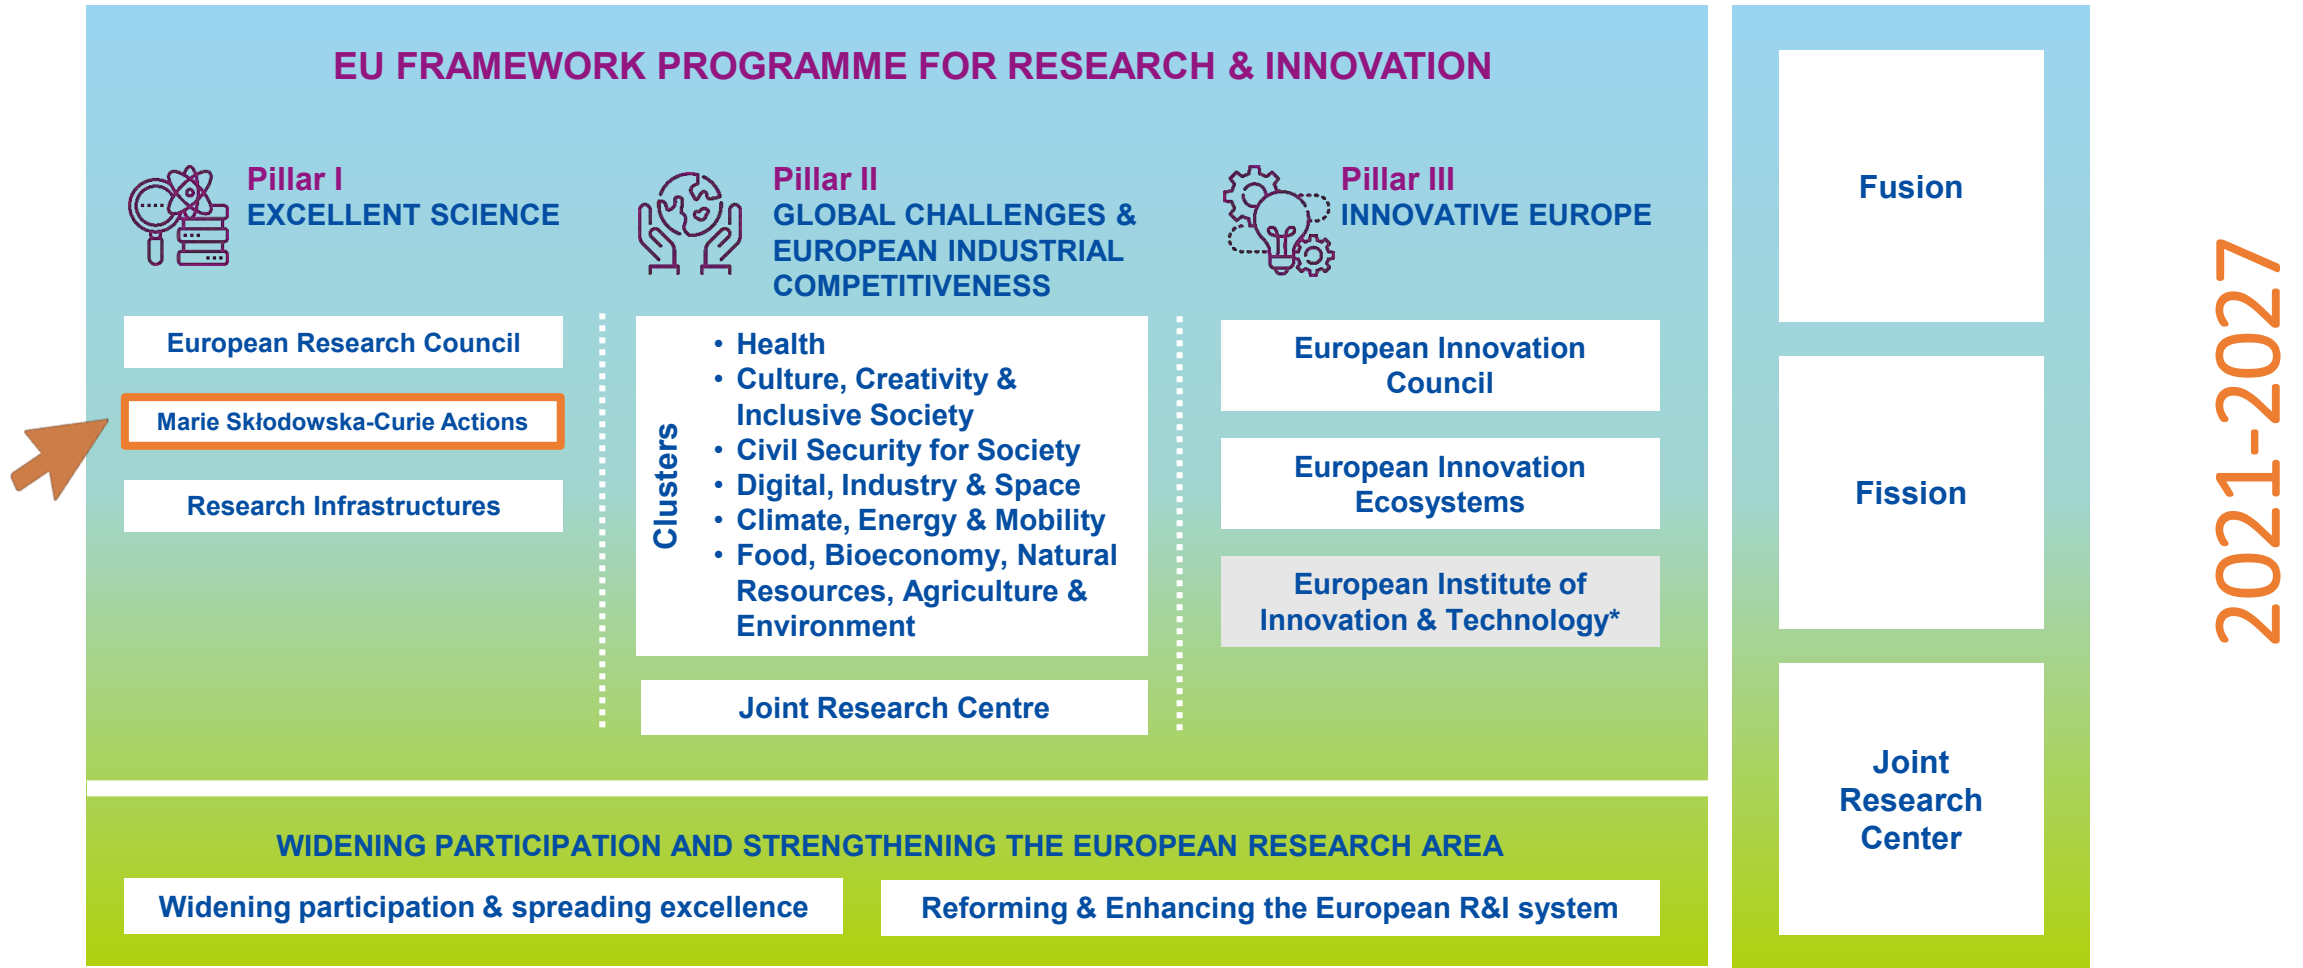 EU FRAMEWORK PROGRAMME FOR RESEARCH & INNOVATION
Pillar I
EXCELLENT SCIENCE
European Research Council
Marie Skłodowska-Curie Actions
Research Infrastructures
Pillar II
GLOBAL CHALLENGES &
EUROPEAN INDUSTRIAL
COMPETITIVENESS
Clusters
• Health
• Culture, Creativity &
Inclusive Society
• Civil Security for Society
• Digital, Industry & Space
• Climate, Energy & Mobility
• Food, Bioeconomy, Natural
Resources, Agriculture &
Environment
Joint Research Centre
Pillar III
INNOVATIVE EUROPE
European Innovation
Council
European Innovation
Ecosystems
European Institute of
Innovation & Technology*
WIDENING PARTICIPATION AND STRENGTHENING THE EUROPEAN RESEARCH AREA
Widening participation & spreading excellence
Reforming & Enhancing the European R&I system
Fusion
Fission
Joint
Research
Center
2021-2027